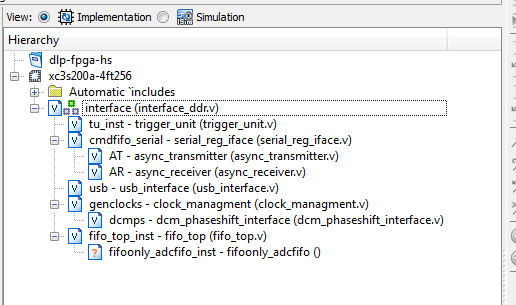 View: Implementation Simulation
Hierarchy
dlp-fpga-hs
xc3s200a-4ft256
Automatic `includes
interface (interface_ddr.v)
tu_inst - trigger_unit (trigger_unit.v)
cmdfifo_serial - serial_reg_iface (serial_reg_iface.v)
AT - async_transmitter (async_transmitter.v)
AR - async_receiver (async_receiver.v)
usb - usb_interface (usb_interface.v)
genclocks - clock_managment (clock_managment.v)
dcmps - dcm_phaseshift_interface (dcm_phaseshift_interface.v)
fifo_top_inst - fifo_top (fifo_top.v)
fifoonly_adcfifo_inst - fifoonly_adcfifo ()